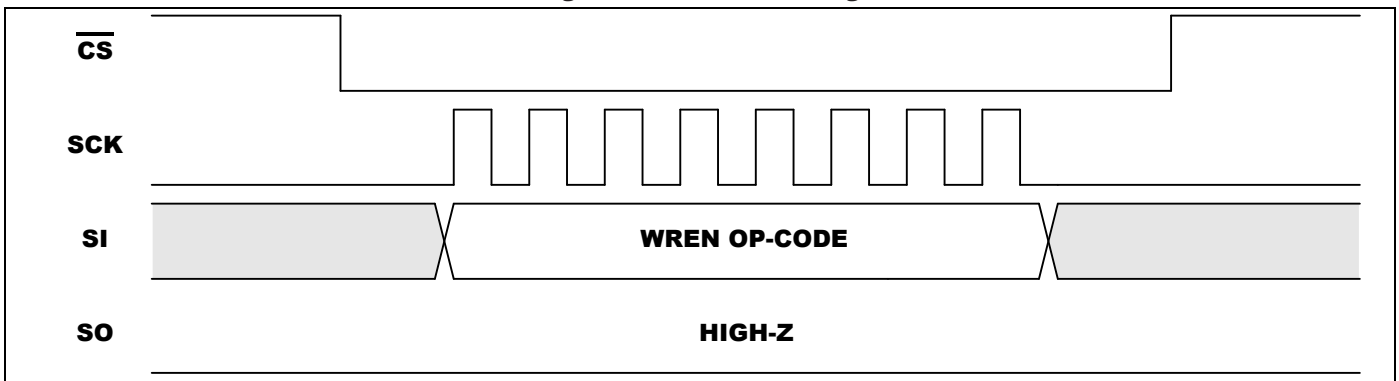 CS
SCK
SI
WREN OP-CODE
SO
HIGH-Z